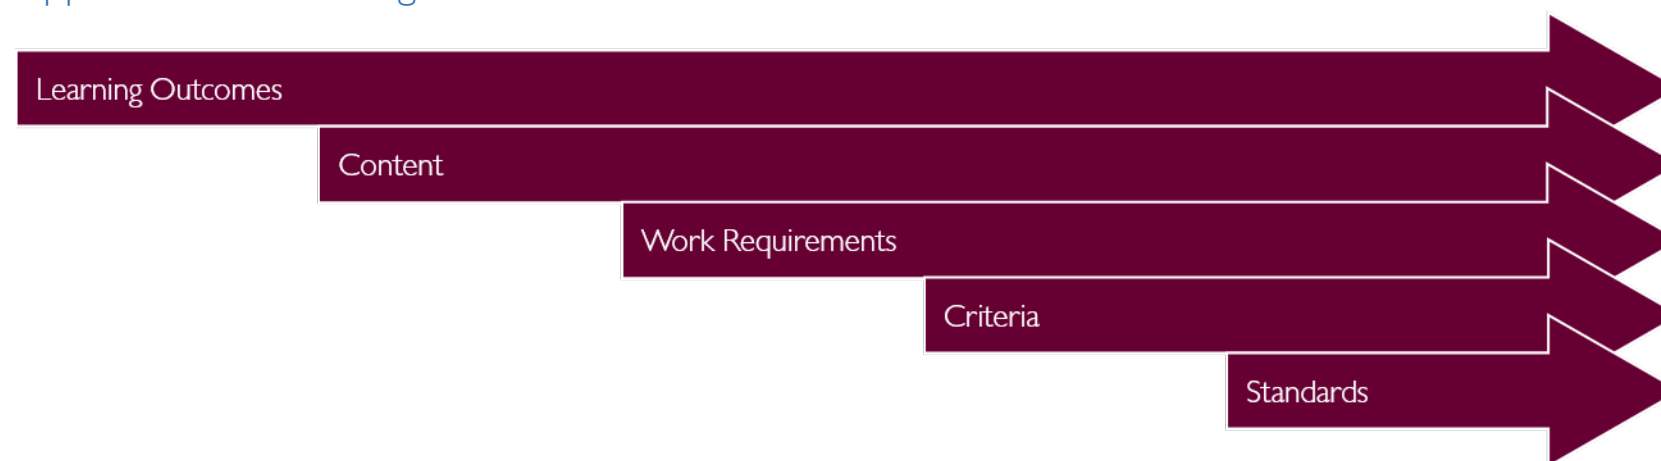 Learning Outcomes
Content
Work Requirements
Criteria
Standards